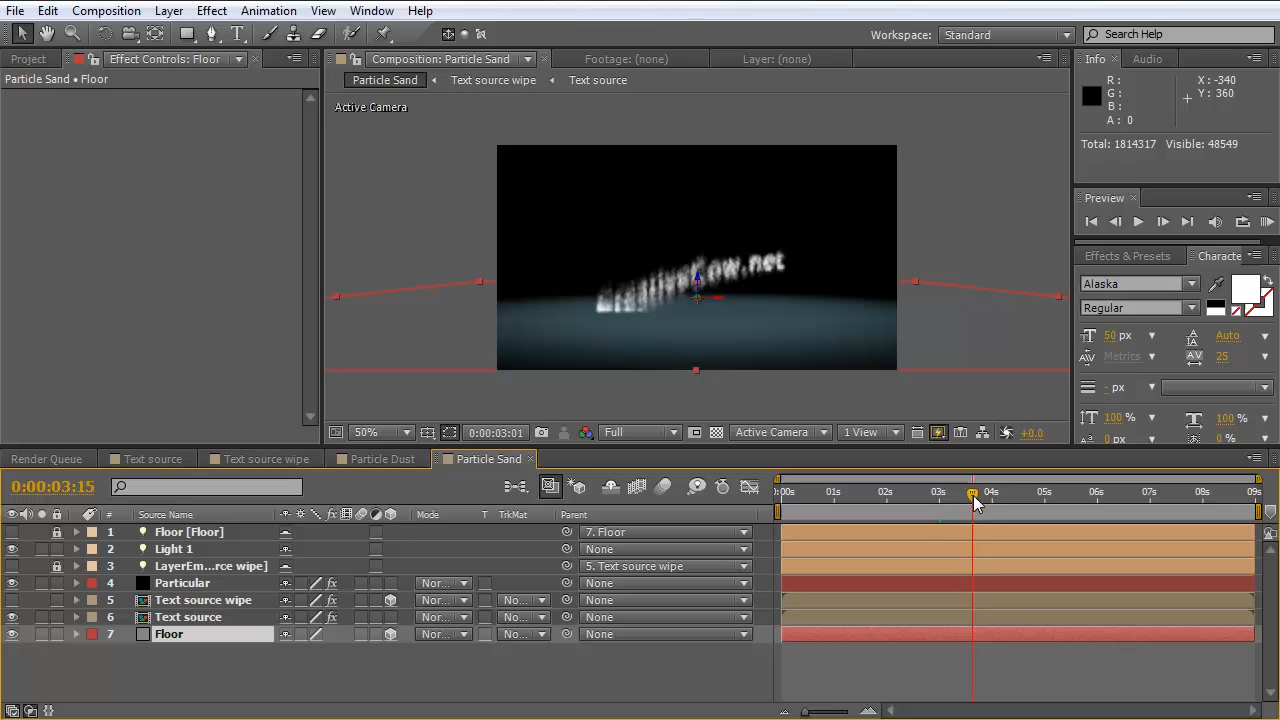 File Edit Composition Layer Effect Animation View Window Help
Workspace: Standard Search Help
Project Effect Controls: Floor Composition: Particle Sand Footage: (none) Layer: (none) Info Audio
Particle Sand • Floor
Particle Sand Text source wipe Text source
Active Camera
R: G: B: A: 0
X: -340
Y: 360
Total: 1814317 Visible: 48549
Preview
Effects & Presets Characte
Alaska
Regular
50 px Auto
Metrics 25
- px
100 % 100 %
0 px 0 %
50% 0:00:03:01 Full Active Camera 1 View +0.0
Render Queue Text source Text source wipe Particle Dust Particle Sand
0:00:03:15
:00s 01s 02s 03s 04s 05s 06s 07s 08s 09s
# Source Name Mode T TrkMat Parent
1 Floor [Floor] 7. Floor
2 Light 1 None
3 LayerEm...rce wipe] 5. Text source wipe
4 Particular Nor... None
5 Text source wipe Nor... No... None
6 Text source Nor... No... None
7 Floor Nor... No... None